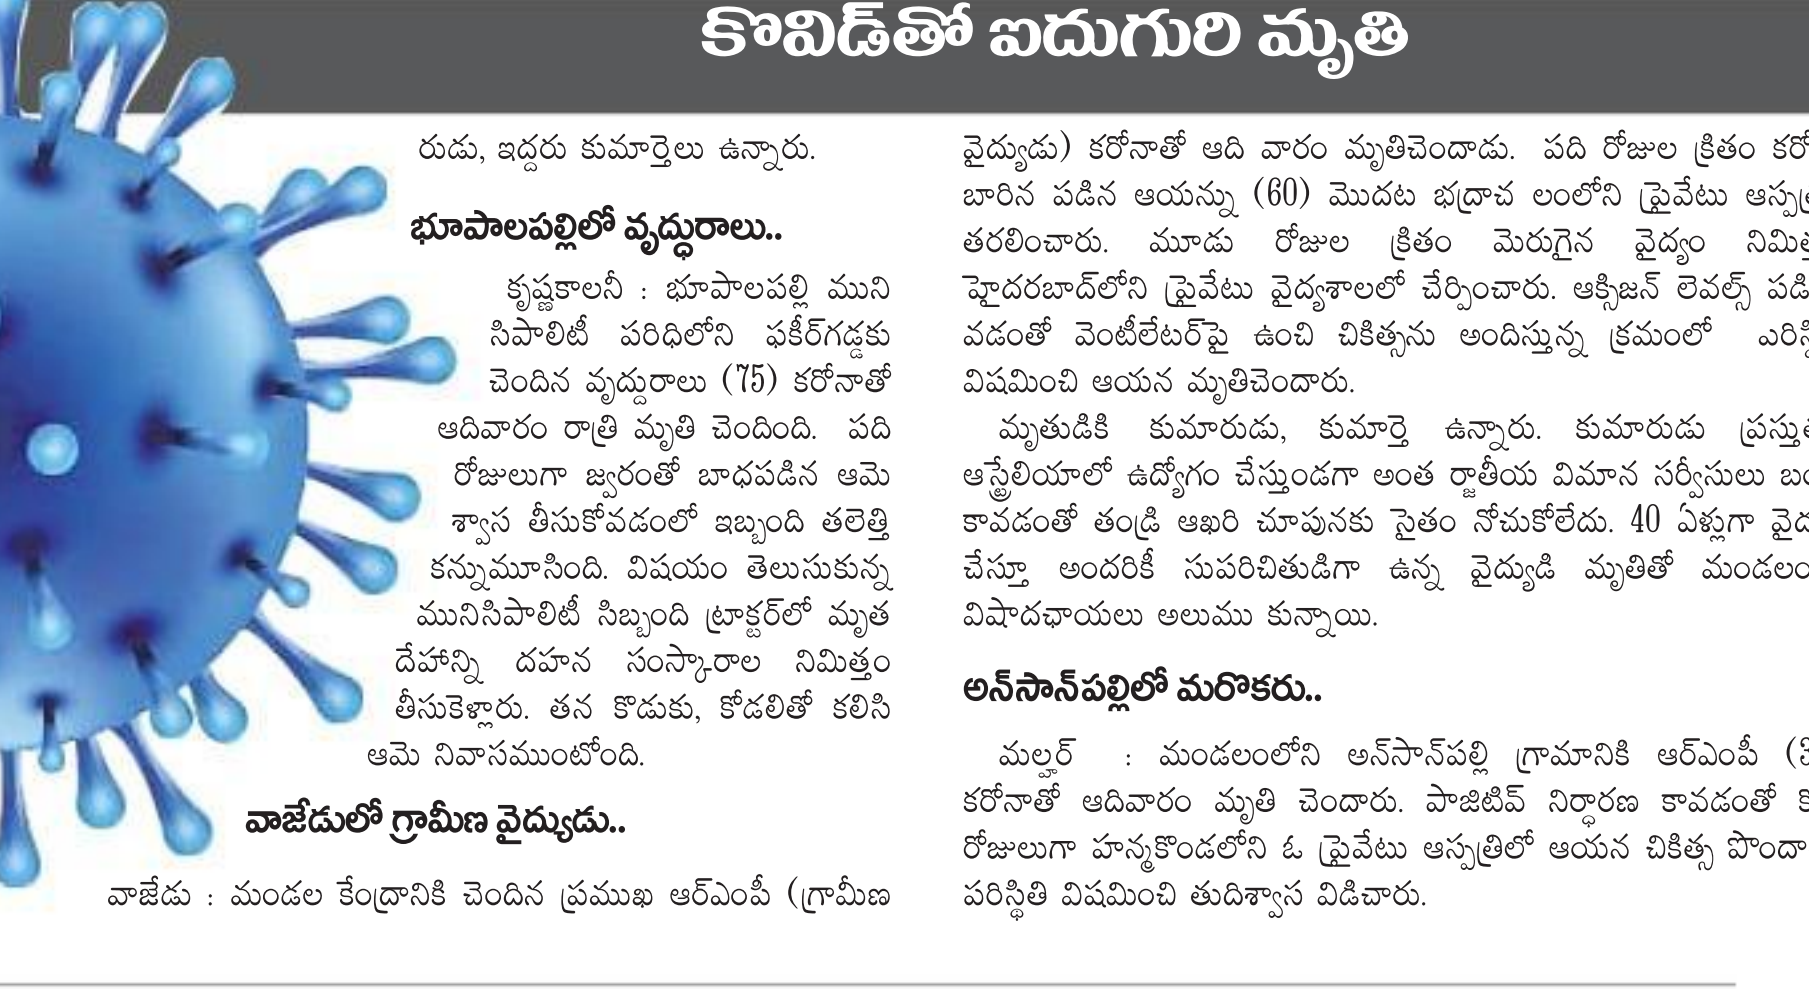 కొవిడ్‌తో ఐదుగురి మృతి
రుడు, ఇద్దరు కుమార్తెలు ఉన్నారు.
భూపాలపల్లిలో వృద్ధురాలు..
కృష్ణకాలనీ : భూపాలపల్లి ముని
సిపాలిటీ పరిధిలోని ఫకీర్‌గడ్డకు
చెందిన వృద్దురాలు (75) కరోనాతో
ఆదివారం రాత్రి మృతి చెందింది. పది
రోజులుగా జ్వరంతో బాధపడిన ఆమె
శ్వాస తీసుకోవడంలో ఇబ్బంది తలెత్తి
కన్నుమూసింది. విషయం తెలుసుకున్న
మునిసిపాలిటీ సిబ్బంది ట్రాక్టర్‌లో మృత
దేహాన్ని దహన సంస్కారాల నిమిత్తం
తీసుకెళ్లారు. తన కొడుకు, కోడలితో కలిసి
ఆమె నివాసముంటోంది.
వాజేడులో గ్రామీణ వైద్యుడు..
వాజేడు : మండల కేంద్రానికి చెందిన ప్రముఖ ఆర్‌ఎంపీ (గ్రామీణ
వైద్యుడు) కరోనాతో ఆది వారం మృతిచెందాడు. పది రోజుల క్రితం
బారిన పడిన ఆయన్ను (60) మొదట భద్రాచ లంలోని ప్రైవేటు
తరలించారు. మూడు రోజుల క్రితం మెరుగైన వైద్యం
హైదరబాద్‌లోని ప్రైవేటు వైద్యశాలలో చేర్పించారు. ఆక్సిజన్ లెవల్స్
వడంతో వెంటీలేటర్‌పై ఉంచి చికిత్సను అందిస్తున్న క్రమంలో
విషమించి ఆయన మృతిచెందారు.
మృతుడికి కుమారుడు, కుమార్తె ఉన్నారు. కుమారుడు
ఆస్ట్రేలియాలో ఉద్యోగం చేస్తుండగా అంత ర్జాతీయ విమాన సర్వీసులు
కావడంతో తండ్రి ఆఖరి చూపునకు సైతం నోచుకోలేదు. 40 ఏళ్లుగా
చేస్తూ అందరికీ సుపరిచితుడిగా ఉన్న వైద్యుడి మృతితో
విషాదఛాయలు అలుము కున్నాయి.
అన్‌సాన్‌పల్లిలో మరొకరు..
మల్హర్ : మండలంలోని అన్‌సాన్‌పల్లి గ్రామానికి ఆర్‌ఎంపీ
కరోనాతో ఆదివారం మృతి చెందారు. పాజిటివ్ నిర్ధారణ కావడంతో
రోజులుగా హన్మకొండలోని ఓ ప్రైవేటు ఆస్పత్రిలో ఆయన చికిత్స
పరిస్థితి విషమించి తుదిశ్వాస విడిచారు.